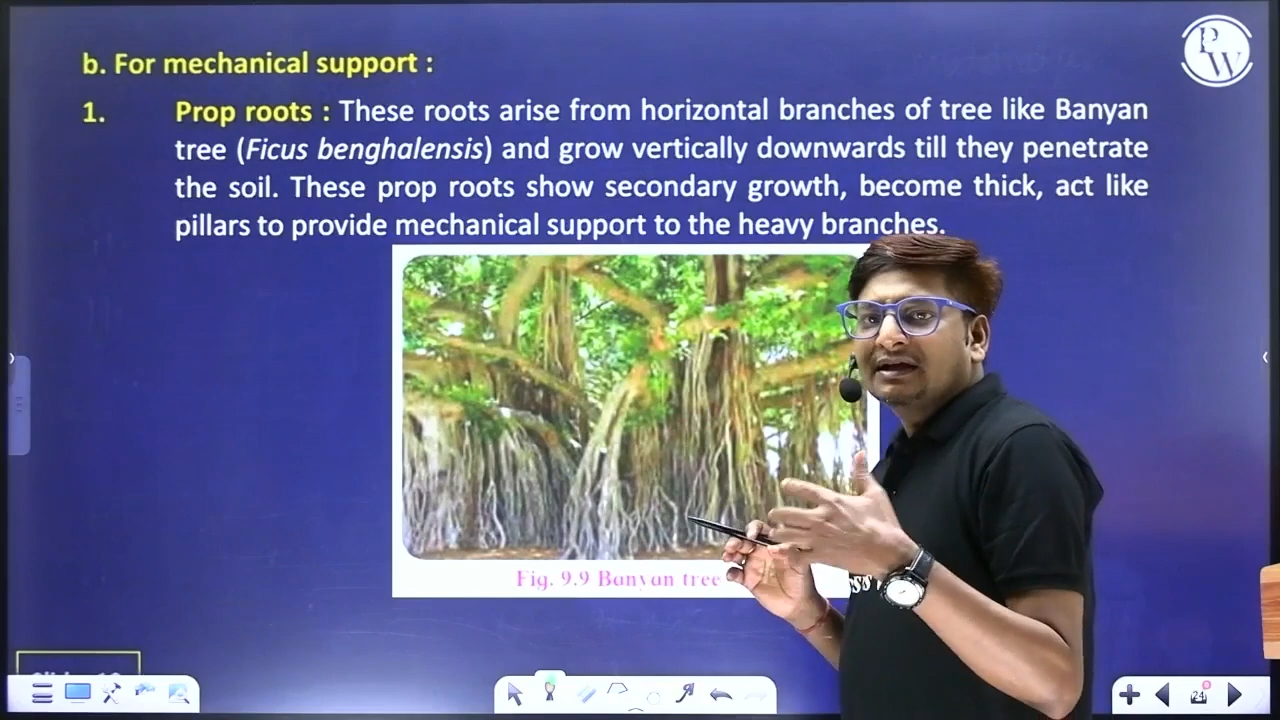 b. For mechanical support :
1. Prop roots : These roots arise from horizontal branches of tree like Banyan
tree (Ficus benghalensis) and grow vertically downwards till they penetrate
the soil. These prop roots show secondary growth, become thick, act like
pillars to provide mechanical support to the heavy branches.
Fig. 9.9 Banyan tree
PW
24